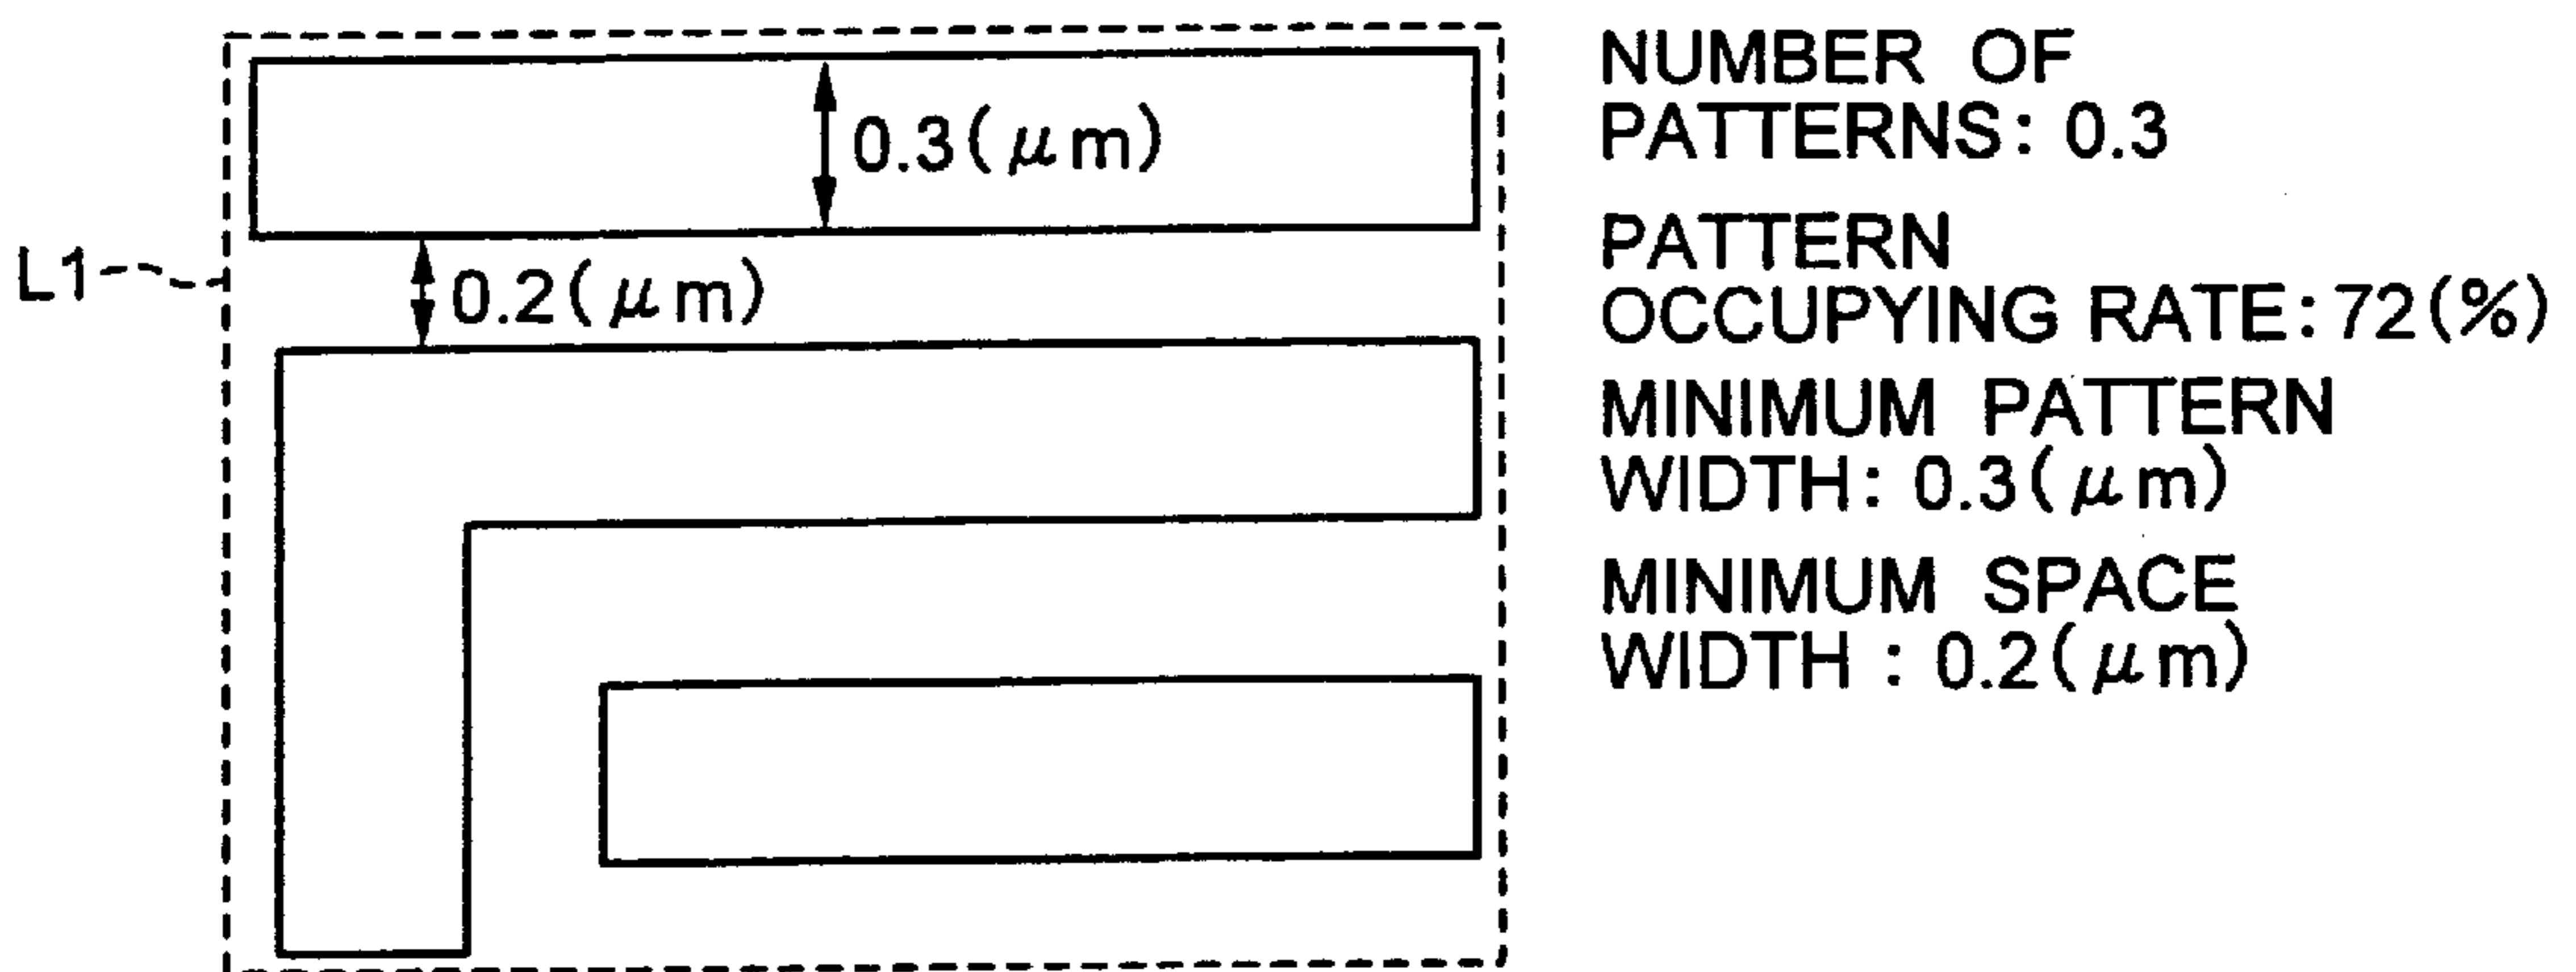 0.3(μm)
L1
0.2(μm)
NUMBER OF
PATTERNS: 0.3
PATTERN
OCCUPYING RATE: 72(%)
MINIMUM PATTERN
WIDTH: 0.3(μm)
MINIMUM SPACE
WIDTH : 0.2(μm)